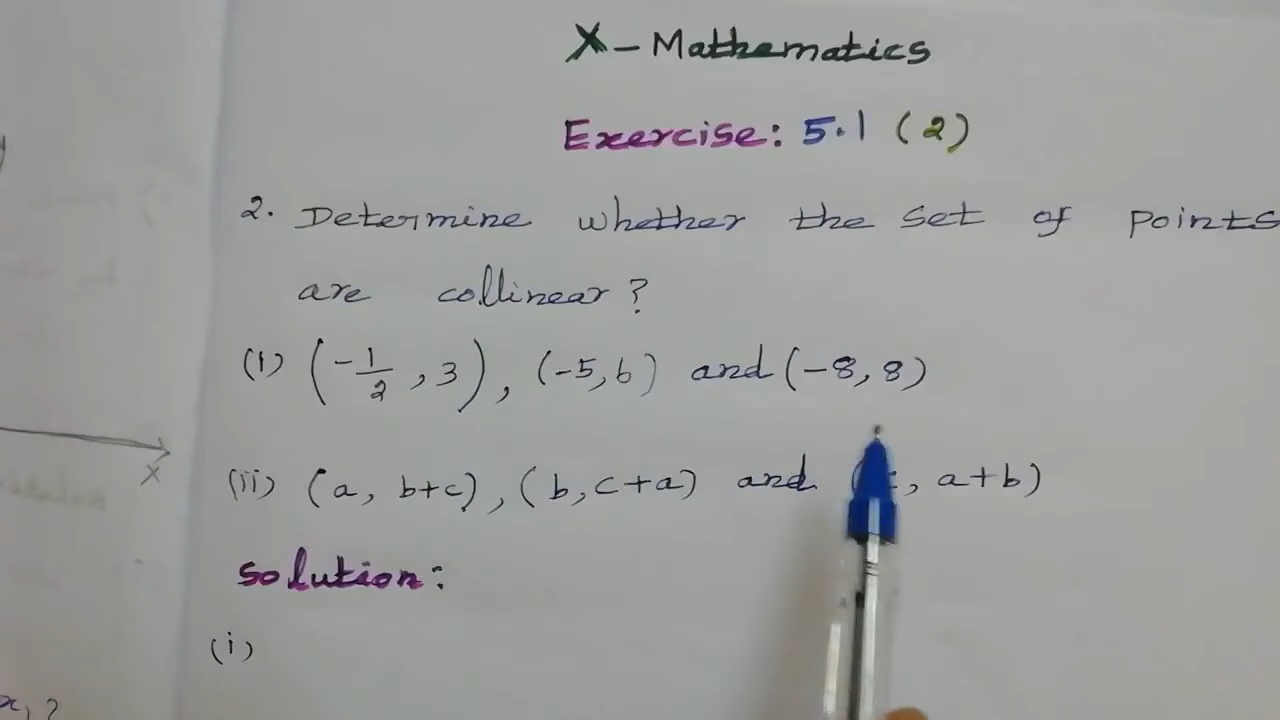 X-Mathematics
Exercise: 5.1 (2)
2. Determine whether the set of points
are collinear?
(i) (-1/2, 3), (-5, 6) and (-8, 8)
(ii) (a, b+c), (b, c+a) and ( , a+b)
Solution:
(i)
x